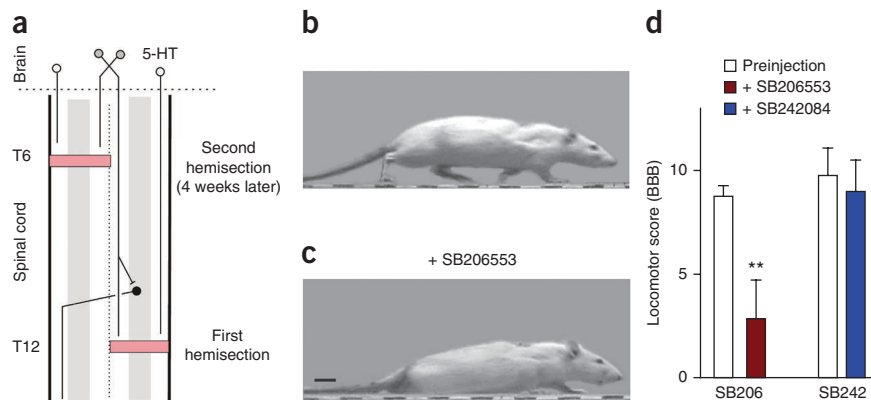 a
Brain
5-HT
T6
Second
hemisection
(4 weeks later)
Spinal cord
T12
First
hemisection
b
c
+ SB206553
d
Preinjection
+ SB206553
+ SB242084
Locomotor score (BBB)
10
5
0
**
SB206
SB242